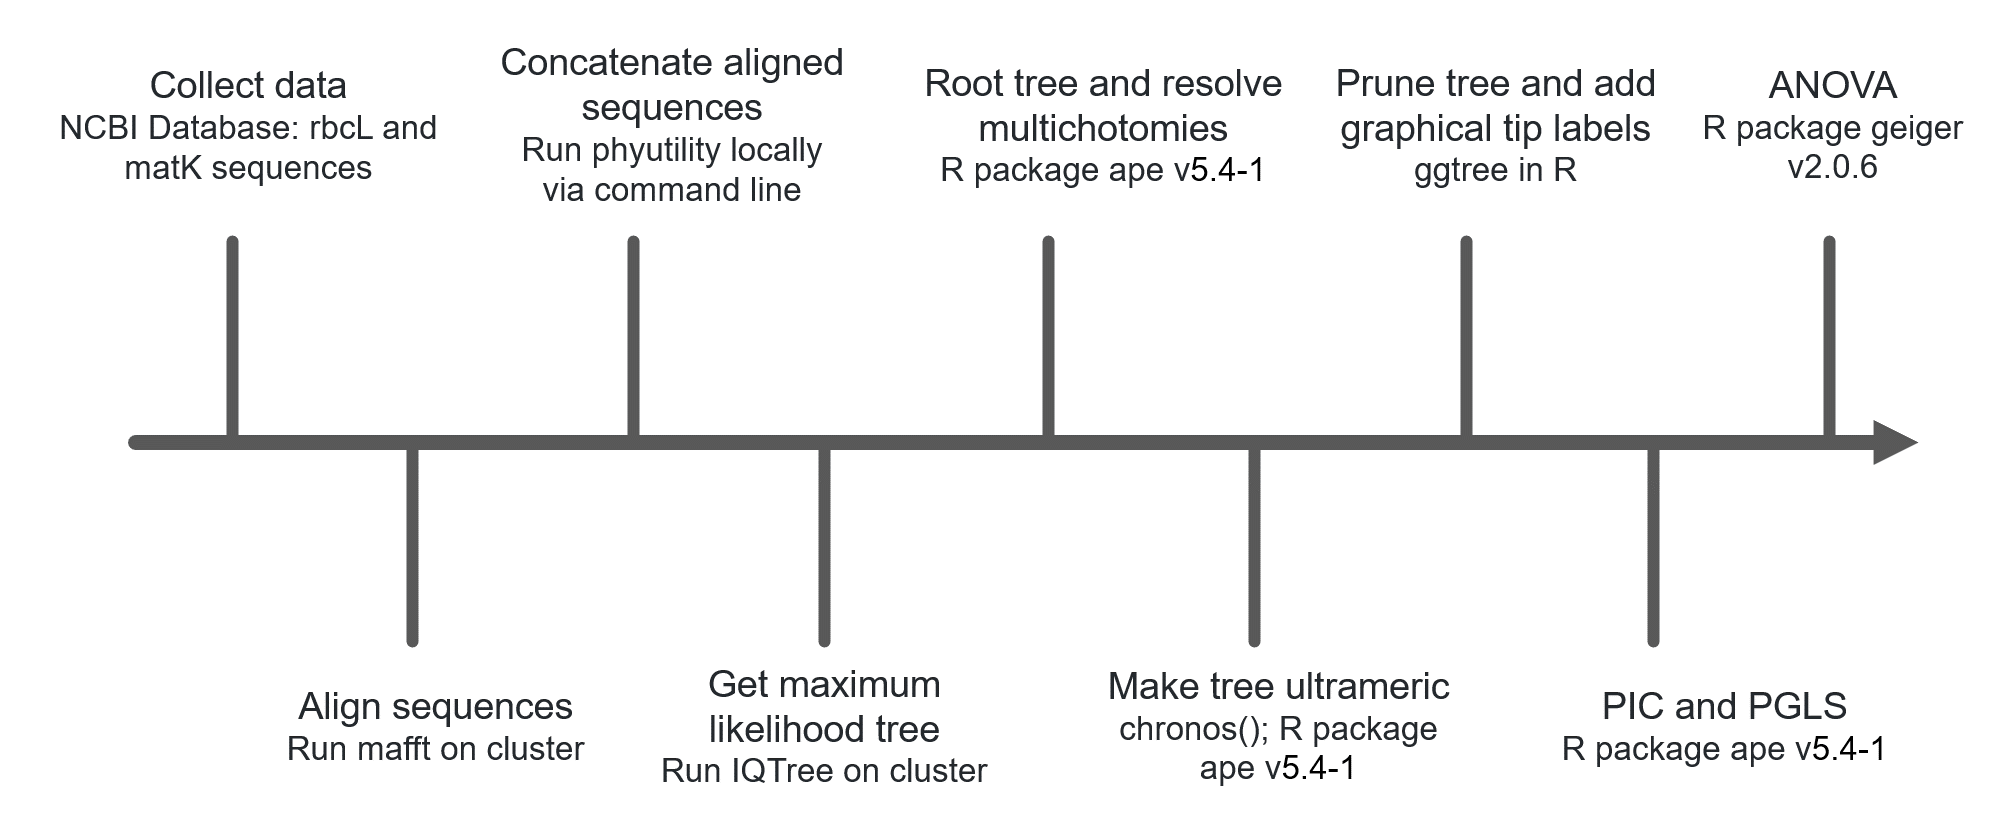 Collect data
NCBI Database: rbcL and
matK sequences
Align sequences
Run mafft on cluster
Concatenate aligned
sequences
Run phyutility locally
via command line
Get maximum
likelihood tree
Run IQTree on cluster
Root tree and resolve
multichotomies
R package ape v5.4-1
Make tree ultrameric
chronos(); R package
ape v5.4-1
Prune tree and add
graphical tip labels
ggtree in R
PIC and PGLS
R package ape v5.4-1
ANOVA
R package geiger
v2.0.6